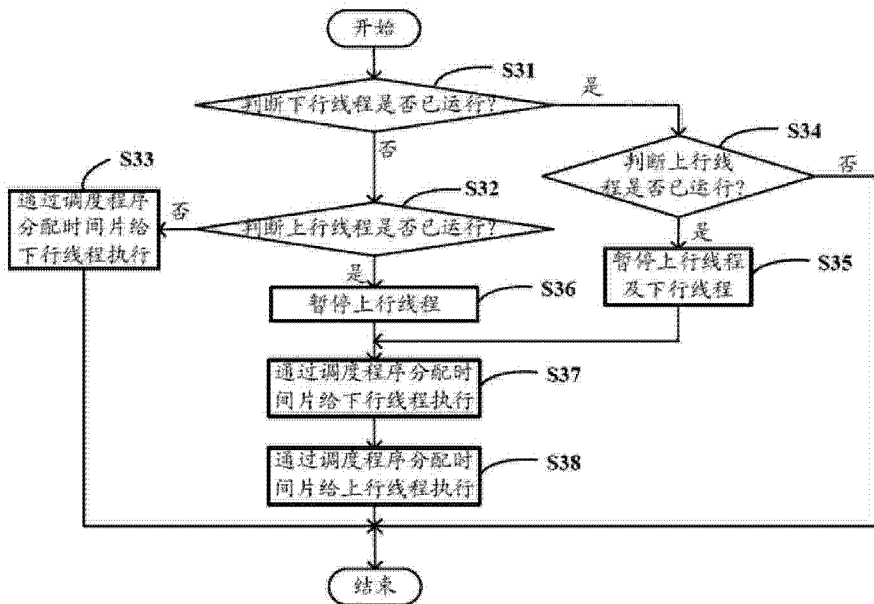 开始
S31
判断下行线程是否已运行?
是
否
S34
判断上行线
程是否已运行?
否
是
S33
通过调度程序
分配时间片给
下行线程执行
否
S32
判断上行线程是否已运行?
是
S35
暂停上行线程
及下行线程
S36
暂停上行线程
S37
通过调度程序分配时
间片给下行线程执行
S38
通过调度程序分配时
间片给上行线程执行
结束